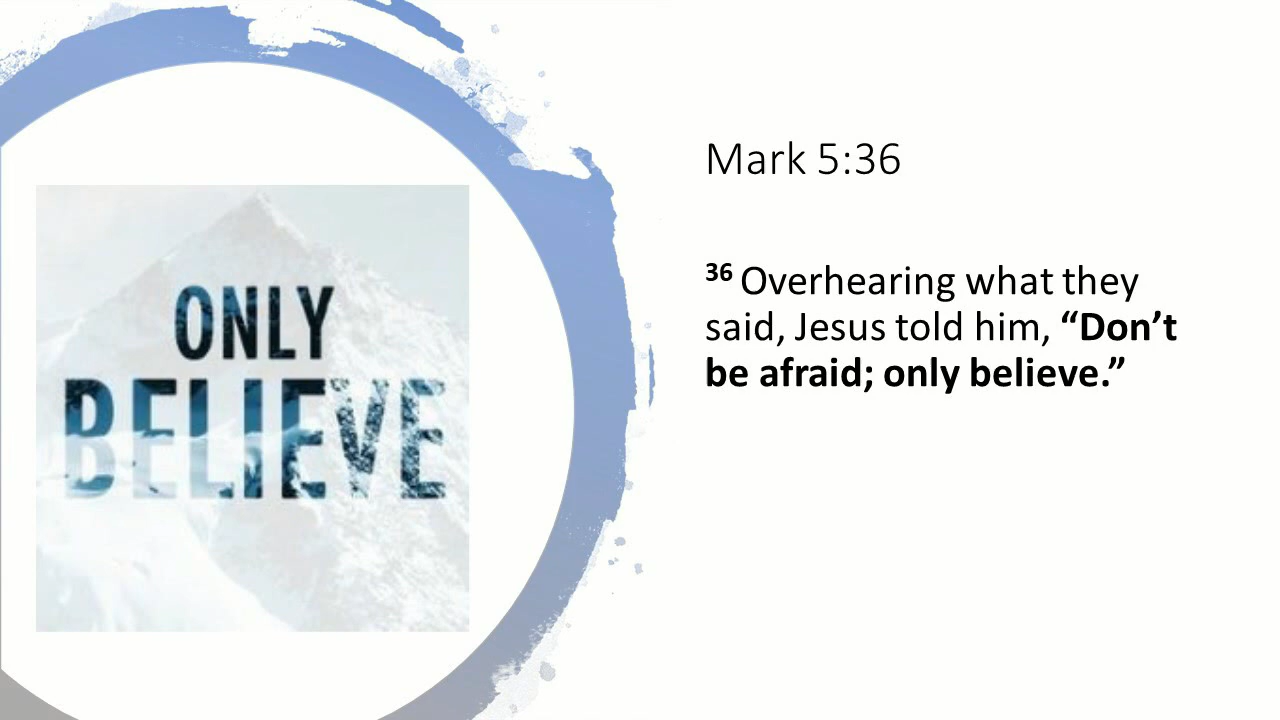 ONLY
BELIEVE
Mark 5:36
36 Overhearing what they
said, Jesus told him, “Don’t
be afraid; only believe.”